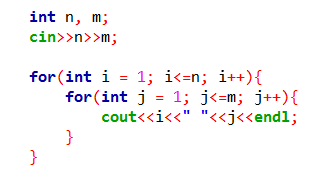 int n, m;
cin>>n>>m;
for(int i = 1; i<=n; i++){
for(int j = 1; j<=m; j++){
cout<<i<<" "<<j<<endl;
}
}